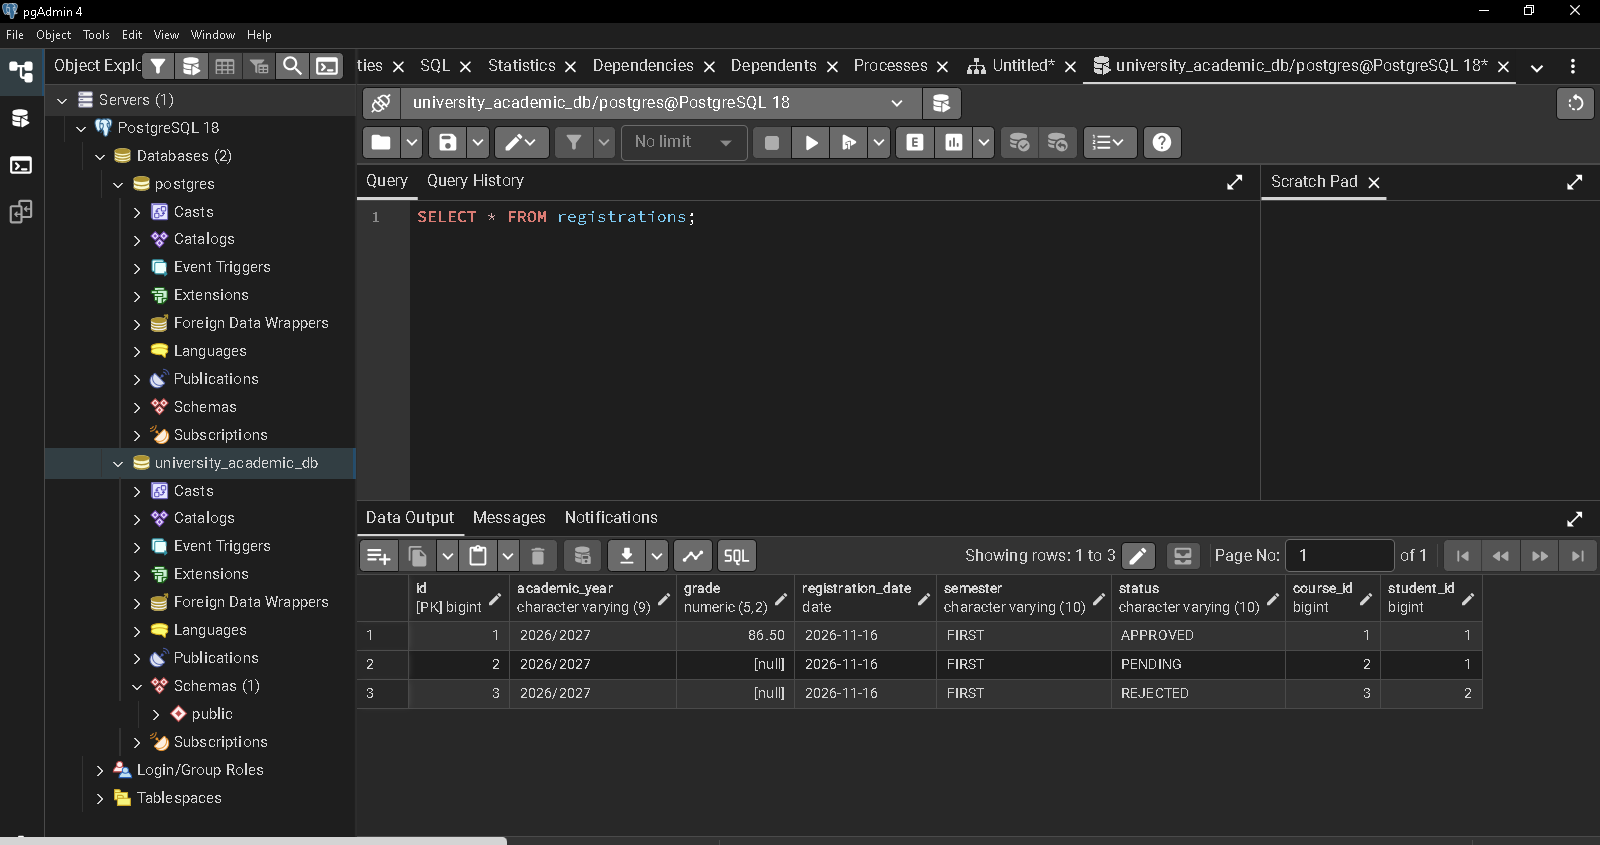 pgAdmin 4
File Object Tools Edit View Window Help
Object Explo
ties SQL Statistics Dependencies Dependents Processes Untitled* university_academic_db/postgres@PostgreSQL 18*
Servers (1)
PostgreSQL 18
Databases (2)
postgres
Casts
Catalogs
Event Triggers
Extensions
Foreign Data Wrappers
Languages
Publications
Schemas
Subscriptions
university_academic_db
Casts
Catalogs
Event Triggers
Extensions
Foreign Data Wrappers
Languages
Publications
Schemas (1)
public
Subscriptions
Login/Group Roles
Tablespaces
university_academic_db/postgres@PostgreSQL 18
No limit E
Query Query History
Scratch Pad
1 SELECT * FROM registrations;
Data Output Messages Notifications
SQL Showing rows: 1 to 3 Page No: 1 of 1
id academic_year grade registration_date semester status course_id student_id
[PK] bigint character varying (9) numeric (5,2) date character varying (10) character varying (10) bigint bigint
1 1 2026/2027 86.50 2026-11-16 FIRST APPROVED 1 1
2 2 2026/2027 [null] 2026-11-16 FIRST PENDING 2 1
3 3 2026/2027 [null] 2026-11-16 FIRST REJECTED 3 2